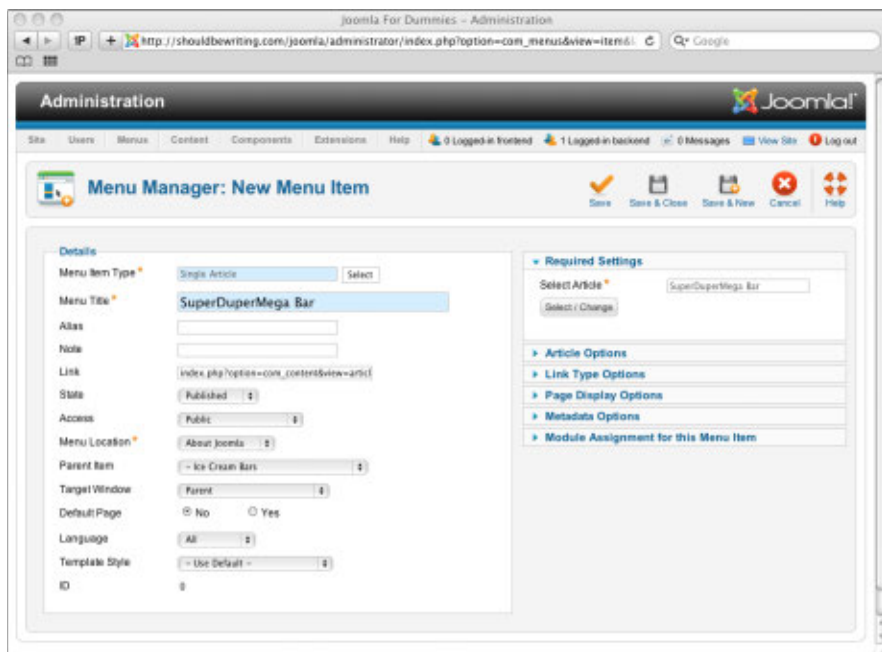 Joomla For Dummies – Administration
http://shouldbewriting.com/joomla/administrator/index.php?option=com_menus&view=item& Google
Administration Joomla!
Site Users Menus Content Components Extensions Help 0 Logged-in frontend 1 Logged-in backend 0 Messages View Site Log out
Menu Manager: New Menu Item Save Save & Close Save & New Cancel Help
Details
Required Settings
Menu Item Type * Single Article Select
Select Article * SuperDuperMega Bar
Menu Title * SuperDuperMega Bar
Select / Change
Alias
Note
Article Options
Link index.php?option=com_content&view=articl
Link Type Options
State Published
Page Display Options
Access Public
Metadata Options
Menu Location * About Joomla
Module Assignment for this Menu Item
Parent Item - Ice Cream Bars
Target Window Parent
Default Page No Yes
Language All
Template Style - Use Default -
ID 0